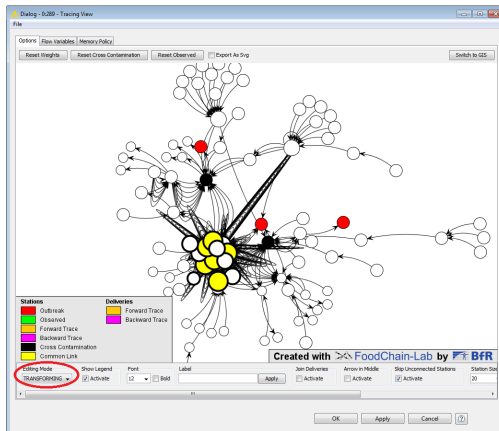 Dialog - 0:289 - Tracing View
File
Options Flow Variables Memory Policy
Reset Weights Reset Cross Contamination Reset Observed Export As Svg Switch to GIS
Stations Deliveries
Outbreak Forward Trace
Observed Backward Trace
Forward Trace
Backward Trace
Cross Contamination
Common Link
Created with FoodChain-Lab by BfR
Editing Mode Show Legend Font Label Join Deliveries Arrow in Middle Skip Unconnected Stations Station Size
TRANSFORMING Activate 12 Bold Apply Activate Activate Activate 20
OK Apply Cancel ?